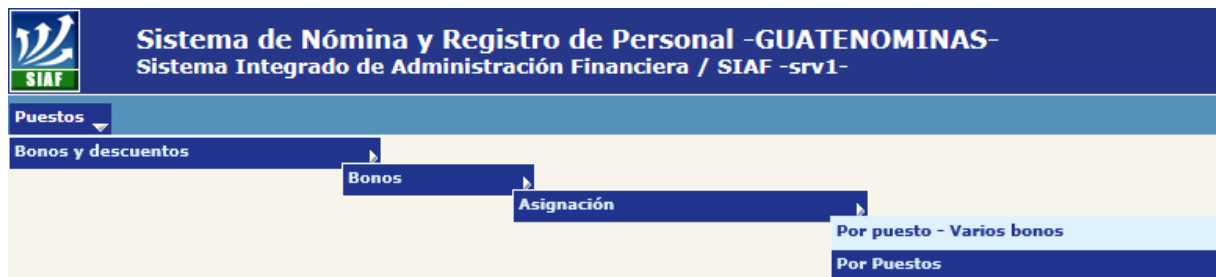 SIAF
Sistema de Nómina y Registro de Personal -GUATENOMINAS-
Sistema Integrado de Administración Financiera / SIAF -srv1-
Puestos
Bonos y descuentos
Bonos
Asignación
Por puesto - Varios bonos
Por Puestos